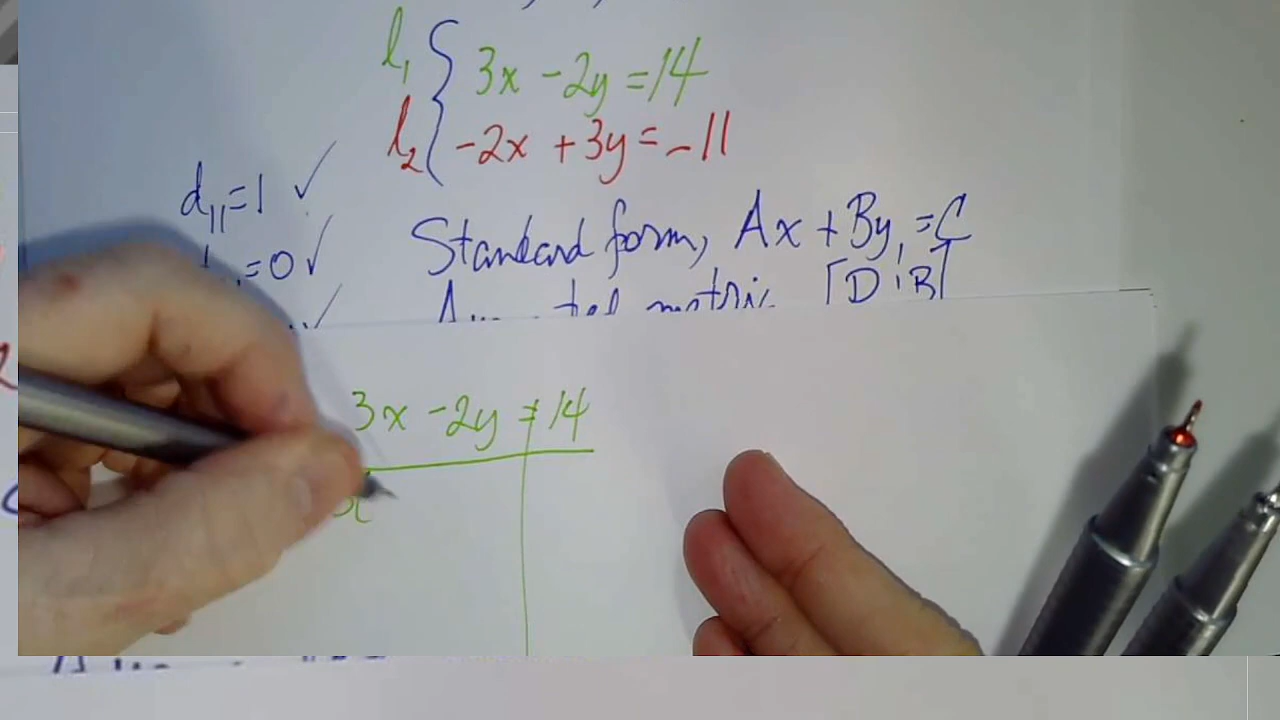 l₁ { 3x - 2y = 14
l₂ { -2x + 3y = -11
d₁₁ = 1 ✓
Standard form, Ax + By = C
= 0 ✓
[D | B]
3x - 2y = 14